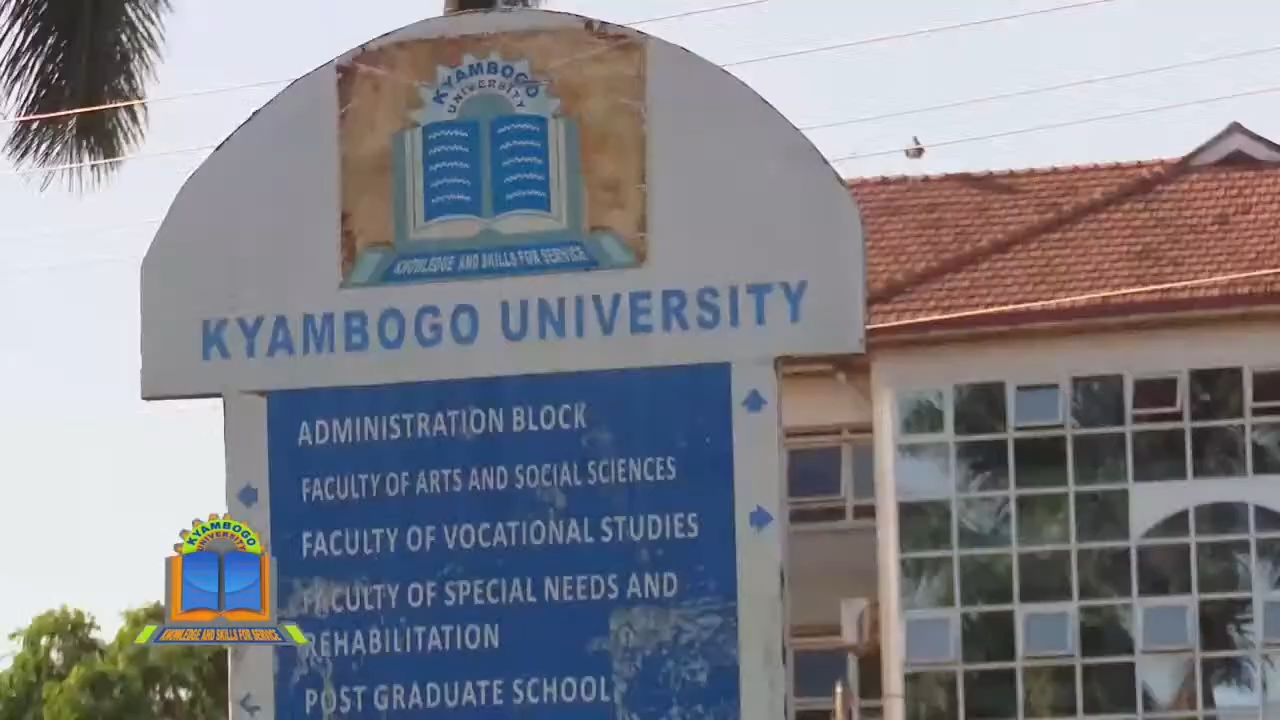 KYAMBOGO
UNIVERSITY
KNOWLEDGE AND SKILLS FOR SERVICE
KYAMBOGO UNIVERSITY
ADMINISTRATION BLOCK
FACULTY OF ARTS AND SOCIAL SCIENCES
FACULTY OF VOCATIONAL STUDIES
FACULTY OF SPECIAL NEEDS AND
REHABILITATION
POST GRADUATE SCHOOL
KYAMBOGO
UNIVERSITY
KNOWLEDGE AND SKILLS FOR SERVICE